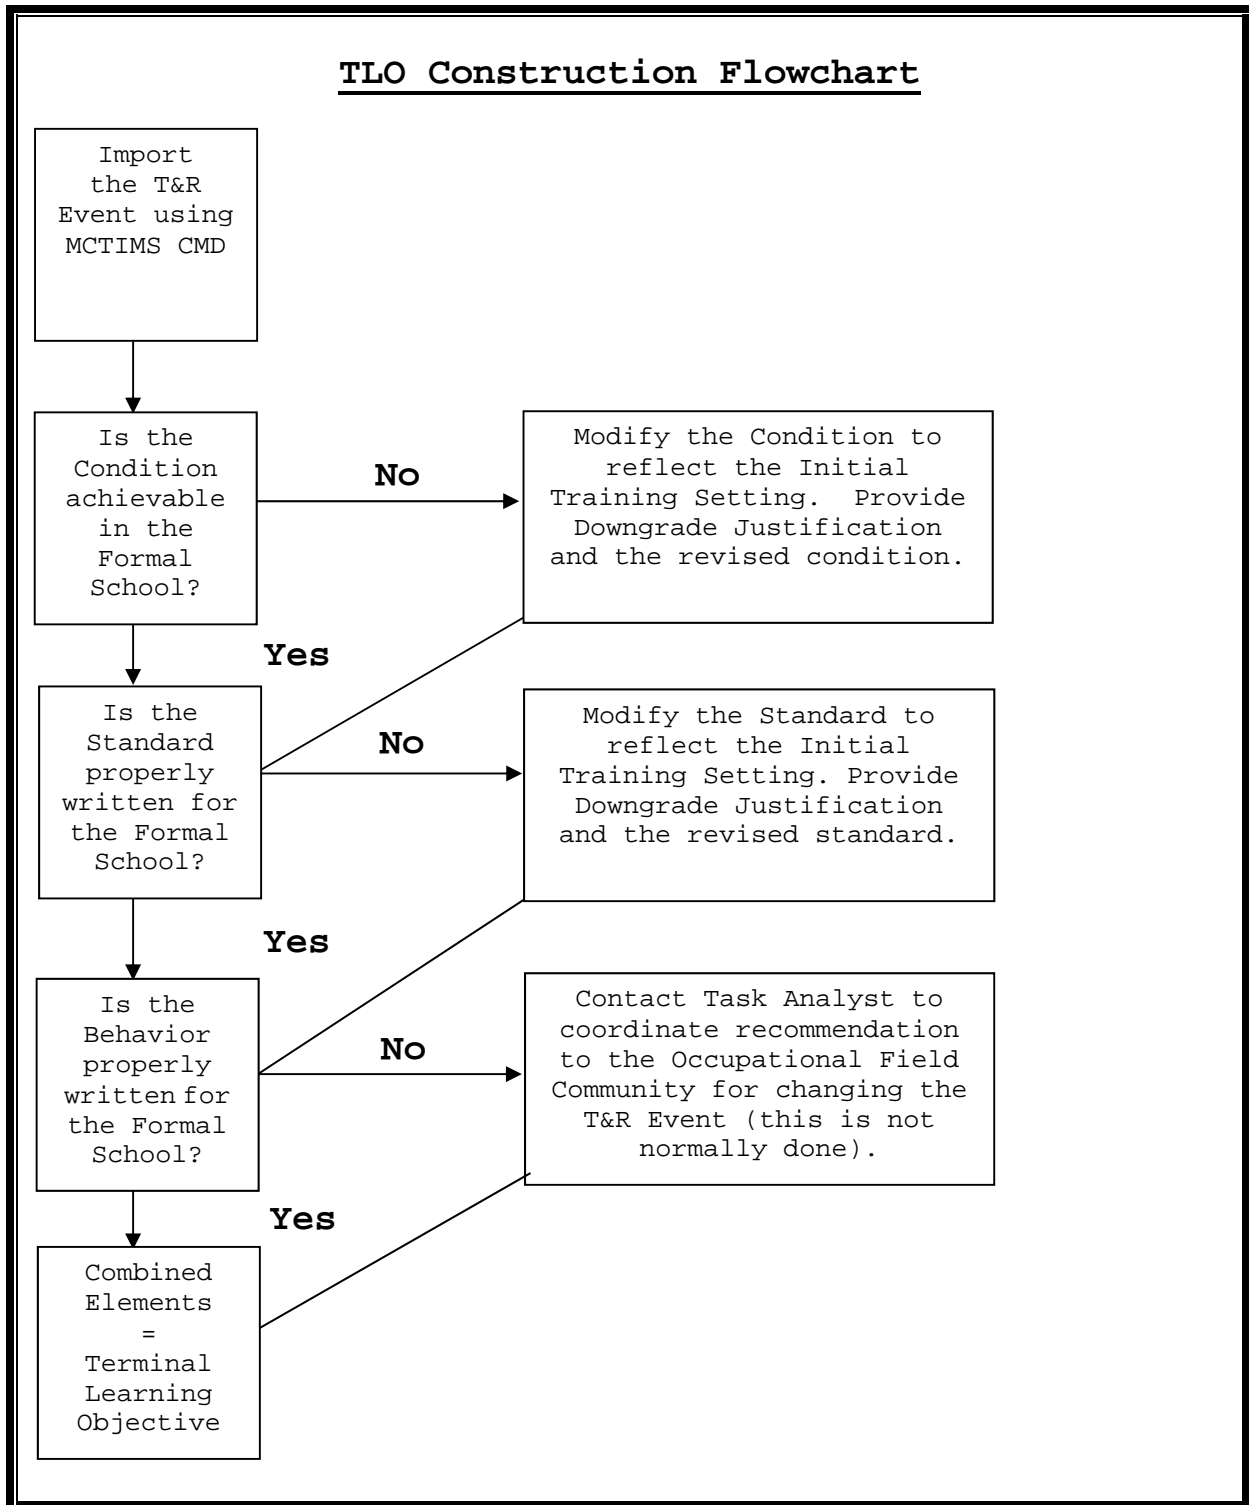 TLO Construction Flowchart
Import
the T&R
Event using
MCTIMS CMD
Is the
Condition
achievable
in the
Formal
School?
No
Modify the Condition to
reflect the Initial
Training Setting.  Provide
Downgrade Justification
and the revised condition.
Yes
Is the
Standard
properly
written for
the Formal
School?
No
Modify the Standard to
reflect the Initial
Training Setting. Provide
Downgrade Justification
and the revised standard.
Yes
Is the
Behavior
properly
written for
the Formal
School?
No
Contact Task Analyst to
coordinate recommendation
to the Occupational Field
Community for changing the
T&R Event (this is not
normally done).
Yes
Combined
Elements
=
Terminal
Learning
Objective